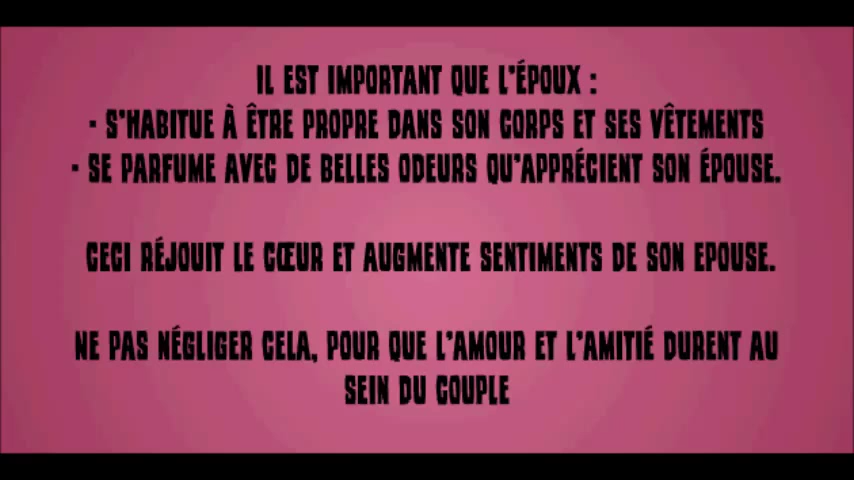 IL EST IMPORTANT QUE L'ÉPOUX :
- S'HABITUE À ÊTRE PROPRE DANS SON CORPS ET SES VÊTEMENTS
- SE PARFUME AVEC DE BELLES ODEURS QU'APPRÉCIENT SON ÉPOUSE.
CECI RÉJOUIT LE CŒUR ET AUGMENTE SENTIMENTS DE SON EPOUSE.
NE PAS NÉGLIGER CELA, POUR QUE L'AMOUR ET L'AMITIÉ DURENT AU
SEIN DU COUPLE